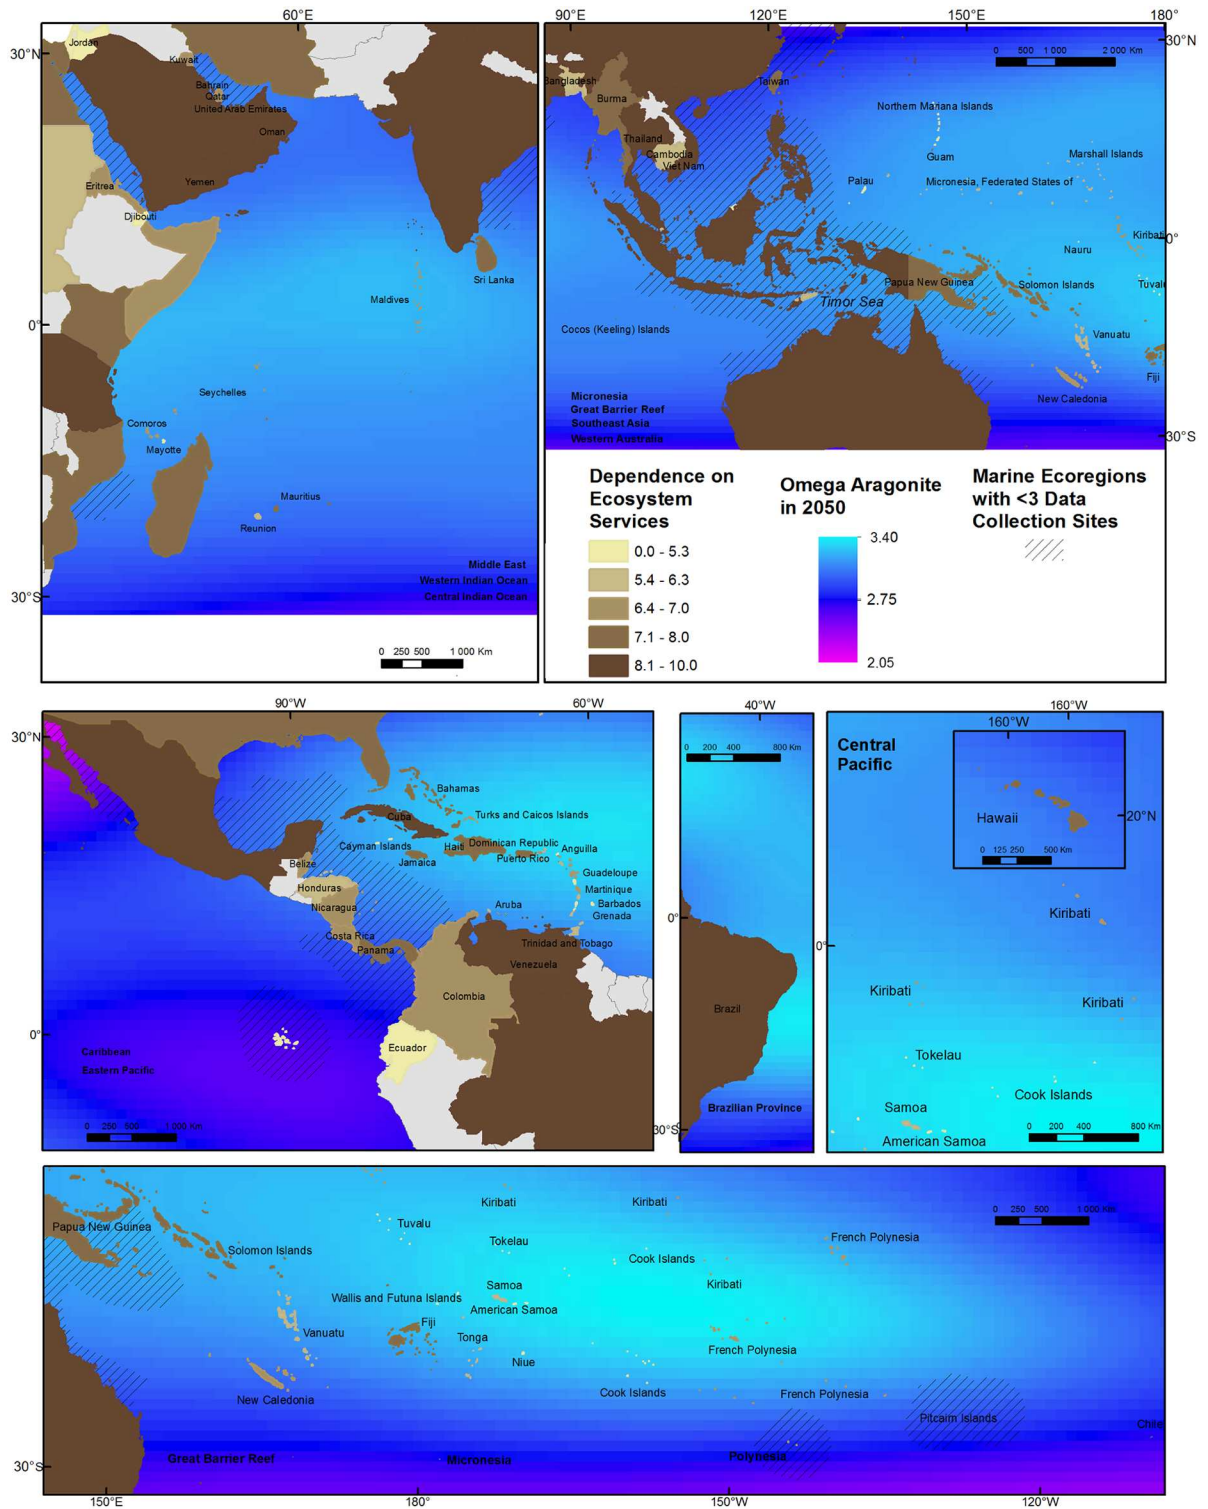 60°E
30°N
Jordan
Kuwait
Bahrain
Qatar
United Arab Emirates
Oman
Yemen
Eritrea
Djibouti
Sri Lanka
Maldives
0°
Seychelles
Comoros
Mayotte
Mauritius
Reunion
Middle East
Western Indian Ocean
Central Indian Ocean
30°S
0 250 500 1 000 Km
90°E 120°E 150°E 180°
30°N
0 500 1 000 2 000 Km
Bangladesh
Taiwan
Burma
Northern Mariana Islands
Thailand
Cambodia
Viet Nam
Guam
Marshall Islands
Palau
Micronesia, Federated States of
Kiribati
0°
Nauru
Papua New Guinea
Solomon Islands
Tuvalu
Timor Sea
Cocos (Keeling) Islands
Vanuatu
Fiji
New Caledonia
Micronesia
Great Barrier Reef
Southeast Asia
Western Australia
30°S
Dependence on
Ecosystem
Services
0.0 - 5.3
5.4 - 6.3
6.4 - 7.0
7.1 - 8.0
8.1 - 10.0
Omega Aragonite
in 2050
3.40
2.75
2.05
Marine Ecoregions
with <3 Data
Collection Sites
90°W 60°W
30°N
Bahamas
Cuba
Turks and Caicos Islands
Cayman Islands
Haiti
Dominican Republic
Anguilla
Jamaica
Puerto Rico
Belize
Guadeloupe
Honduras
Martinique
Nicaragua
Aruba
Barbados
Grenada
Costa Rica
Panama
Trinidad and Tobago
Venezuela
Colombia
0°
Ecuador
Caribbean
Eastern Pacific
0 250 500 1 000 Km
40°W
0 200 400 800 Km
0°
Brazil
Brazilian Province
30°S
160°W
Central
Pacific
160°W
Hawaii
20°N
0 125 250 500 Km
Kiribati
0°
Kiribati
Kiribati
Tokelau
Cook Islands
Samoa
American Samoa
0 200 400 800 Km
Papua New Guinea
Solomon Islands
Tuvalu
Kiribati
Kiribati
Tokelau
Cook Islands
French Polynesia
0 250 500 1 000 Km
Samoa
Kiribati
Wallis and Futuna Islands
American Samoa
Vanuatu
Fiji
Tonga
French Polynesia
Niue
New Caledonia
Cook Islands
French Polynesia
Pitcairn Islands
Chile
Great Barrier Reef
Micronesia
Polynesia
30°S
150°E 180° 150°W 120°W